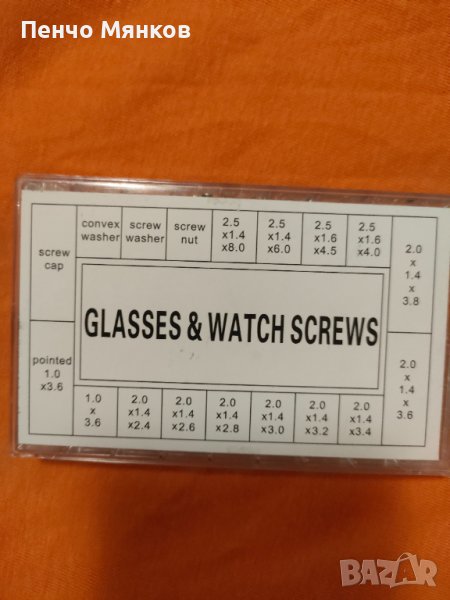 Пенчо Мянков
screw
cap
convex
washer
screw
washer
screw
nut
2.5
x1.4
x8.0
2.5
x1.4
x6.0
2.5
x1.6
x4.5
2.5
x1.6
x4.0
2.0
x
1.4
x
3.8
GLASSES & WATCH SCREWS
pointed
1.0
x3.6
1.0
x
3.6
2.0
x1.4
x2.4
2.0
x1.4
x2.6
2.0
x1.4
x2.8
2.0
x1.4
x3.0
2.0
x1.4
x3.2
2.0
x1.4
x3.4
2.0
x
1.4
x
3.6
BAZAR